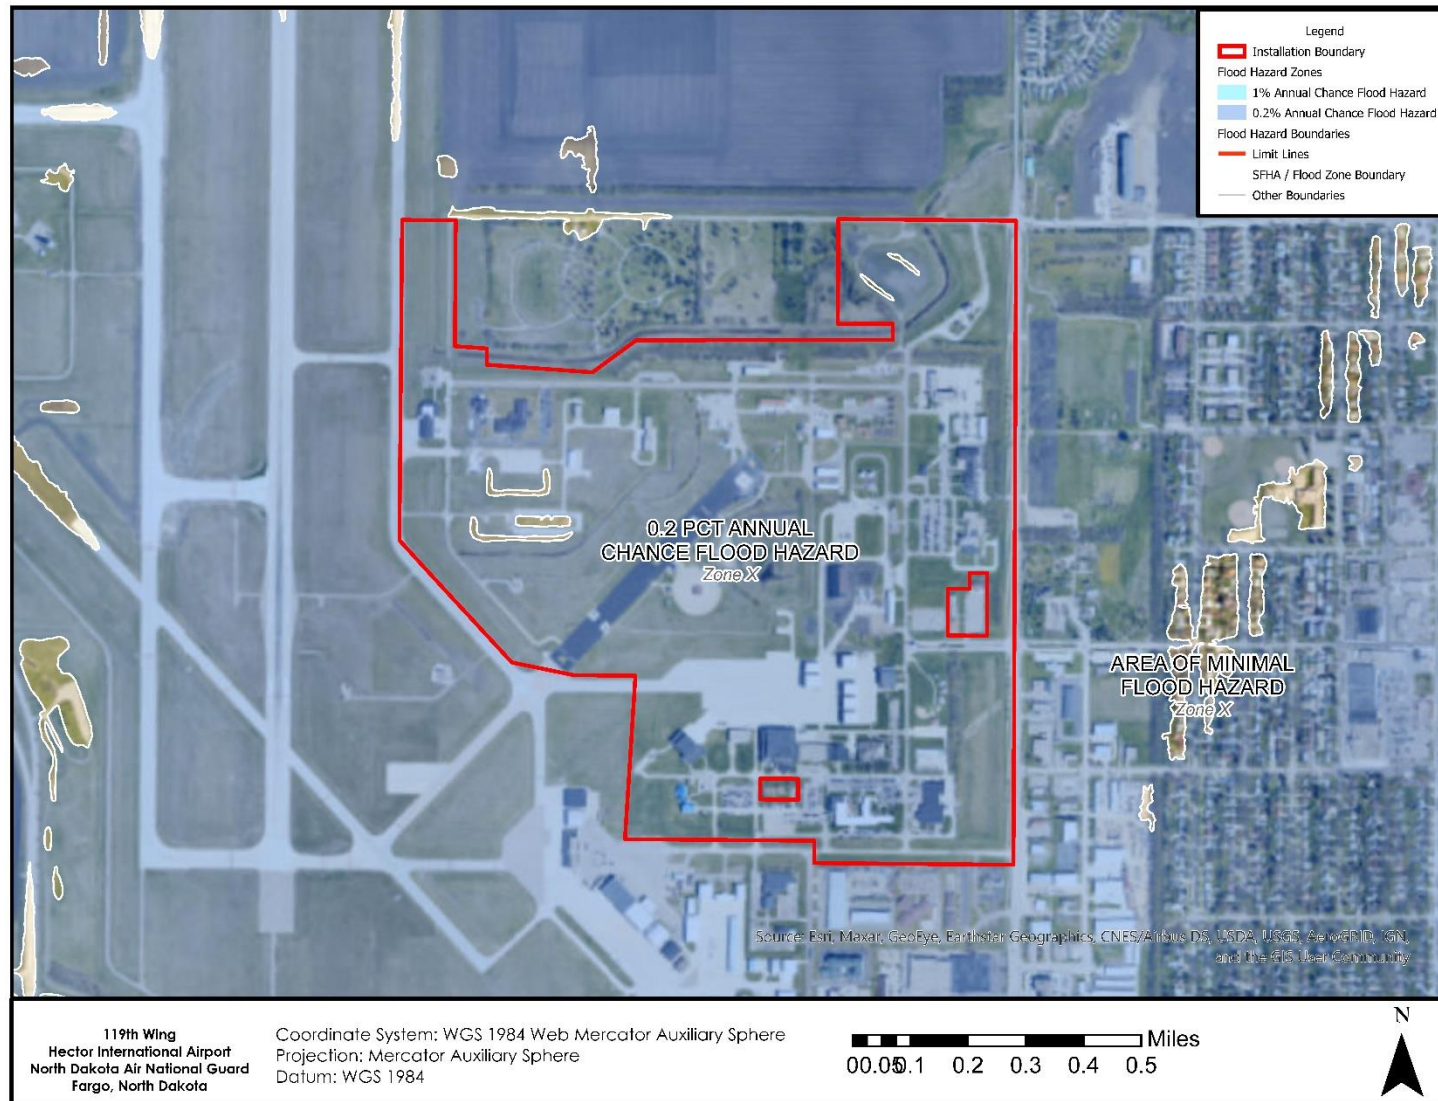 Legend
Installation Boundary
Flood Hazard Zones
1% Annual Chance Flood Hazard
0.2% Annual Chance Flood Hazard
Flood Hazard Boundaries
Limit Lines
SFHA / Flood Zone Boundary
Other Boundaries
0.2 PCT ANNUAL
CHANCE FLOOD HAZARD
Zone X
AREA OF MINIMAL
FLOOD HAZARD
Zone X
Source: Esri, Maxar, GeoEye, Earthstar Geographics, CNES/Airbus DS, USDA, USGS, AeroGRID, IGN,
and the GIS User Community
119th Wing
Hector International Airport
North Dakota Air National Guard
Fargo, North Dakota
Coordinate System: WGS 1984 Web Mercator Auxiliary Sphere
Projection: Mercator Auxiliary Sphere
Datum: WGS 1984
Miles
0 0.05 0.1 0.2 0.3 0.4 0.5
N